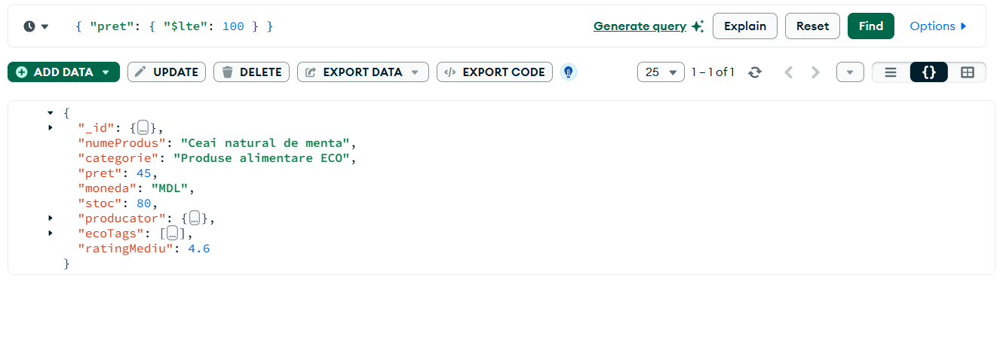 { "pret": { "$lte": 100 } } Generate query Explain Reset Find Options
ADD DATA UPDATE DELETE EXPORT DATA </> EXPORT CODE 25 1 – 1 of 1 {}
{
"_id": {…},
"numeProdus": "Ceai natural de menta",
"categorie": "Produse alimentare ECO",
"pret": 45,
"moneda": "MDL",
"stoc": 80,
"producator": {…},
"ecoTags": […],
"ratingMediu": 4.6
}